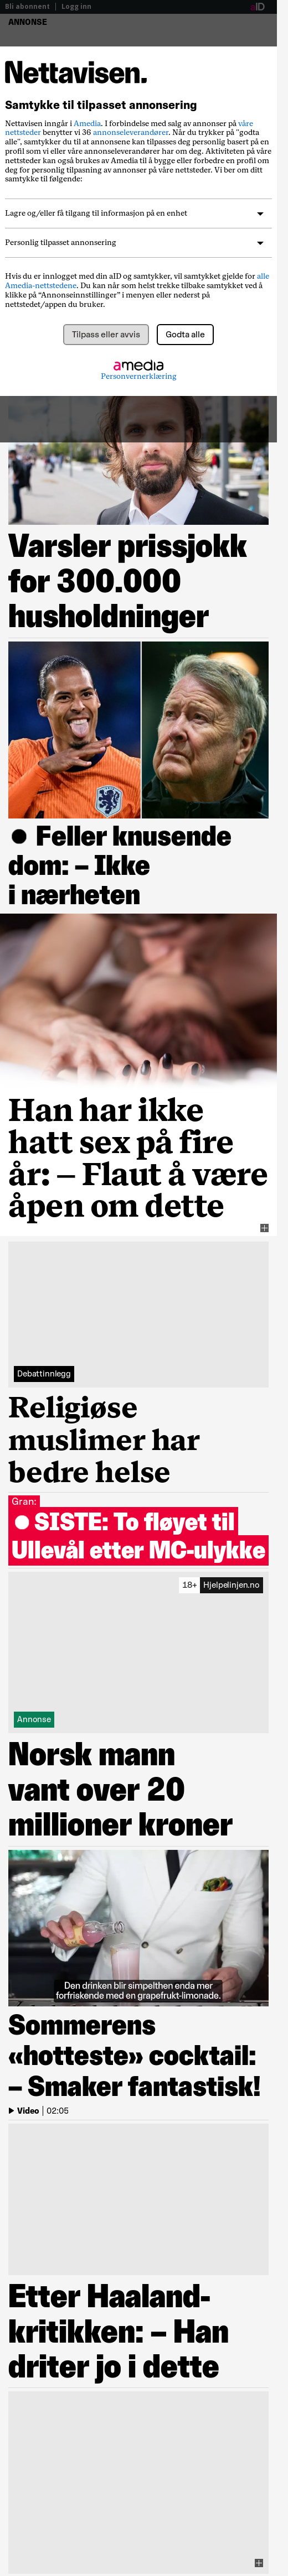 Bli abonnent | Logg inn
aID
ANNONSE
Nettavisen.
Samtykke til tilpasset annonsering
Nettavisen inngår i Amedia. I forbindelse med salg av annonser på våre
nettsteder benytter vi 36 annonseleverandører. Når du trykker på "godta
alle", samtykker du til at annonsene kan tilpasses deg personlig basert på en
profil som vi eller våre annonseleverandører har om deg. Aktiviteten på våre
nettsteder kan også brukes av Amedia til å bygge eller forbedre en profil om
deg for personlig tilpasning av annonser på våre nettsteder. Vi ber om ditt
samtykke til følgende:
Lagre og/eller få tilgang til informasjon på en enhet
Personlig tilpasset annonsering
Hvis du er innlogget med din aID og samtykker, vil samtykket gjelde for alle
Amedia-nettstedene. Du kan når som helst trekke tilbake samtykket ved å
klikke på “Annonseinnstillinger” i menyen eller nederst på
nettstedet/appen du bruker.
Tilpass eller avvis
Godta alle
amedia
Personvernerklæring
Varsler prissjokk
for 300.000
husholdninger
● Feller knusende
dom: – Ikke
i nærheten
Han har ikke
hatt sex på fire
år: – Flaut å være
åpen om dette
Debattinnlegg
Religiøse
muslimer har
bedre helse
Gran:
● SISTE: To fløyet til
Ullevål etter MC-ulykke
18+ Hjelpelinjen.no
Annonse
Norsk mann
vant over 20
millioner kroner
Den drinken blir simpelthen enda mer
forfriskende med en grapefrukt-limonade.
Sommerens
«hotteste» cocktail:
– Smaker fantastisk!
Video | 02:05
Etter Haaland-
kritikken: – Han
driter jo i dette